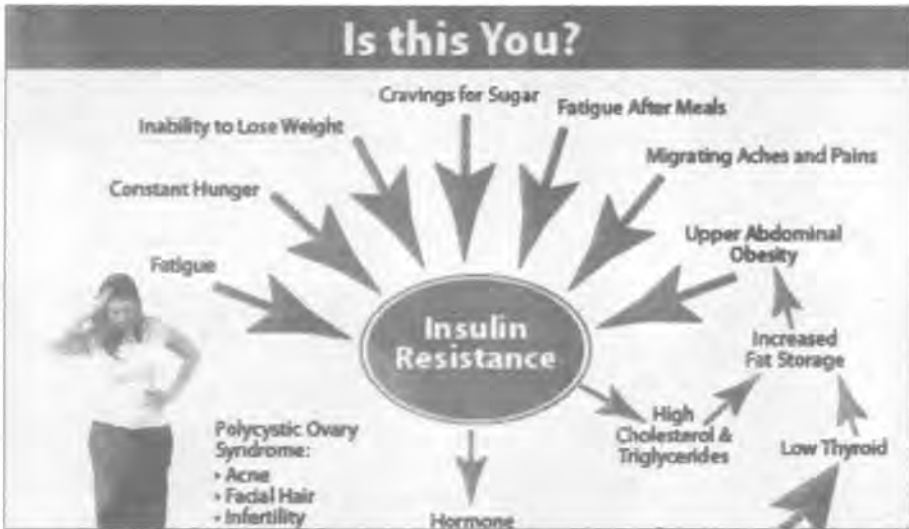 Is this You?
Cravings for Sugar
Fatigue After Meals
Inability to Lose Weight
Migrating Aches and Pains
Constant Hunger
Upper Abdominal
Obesity
Fatigue
Insulin
Resistance
Increased
Fat Storage
High
Cholesterol &
Triglycerides
Low Thyroid
Polycystic Ovary
Syndrome:
• Acne
• Facial Hair
• Infertility
Hormone